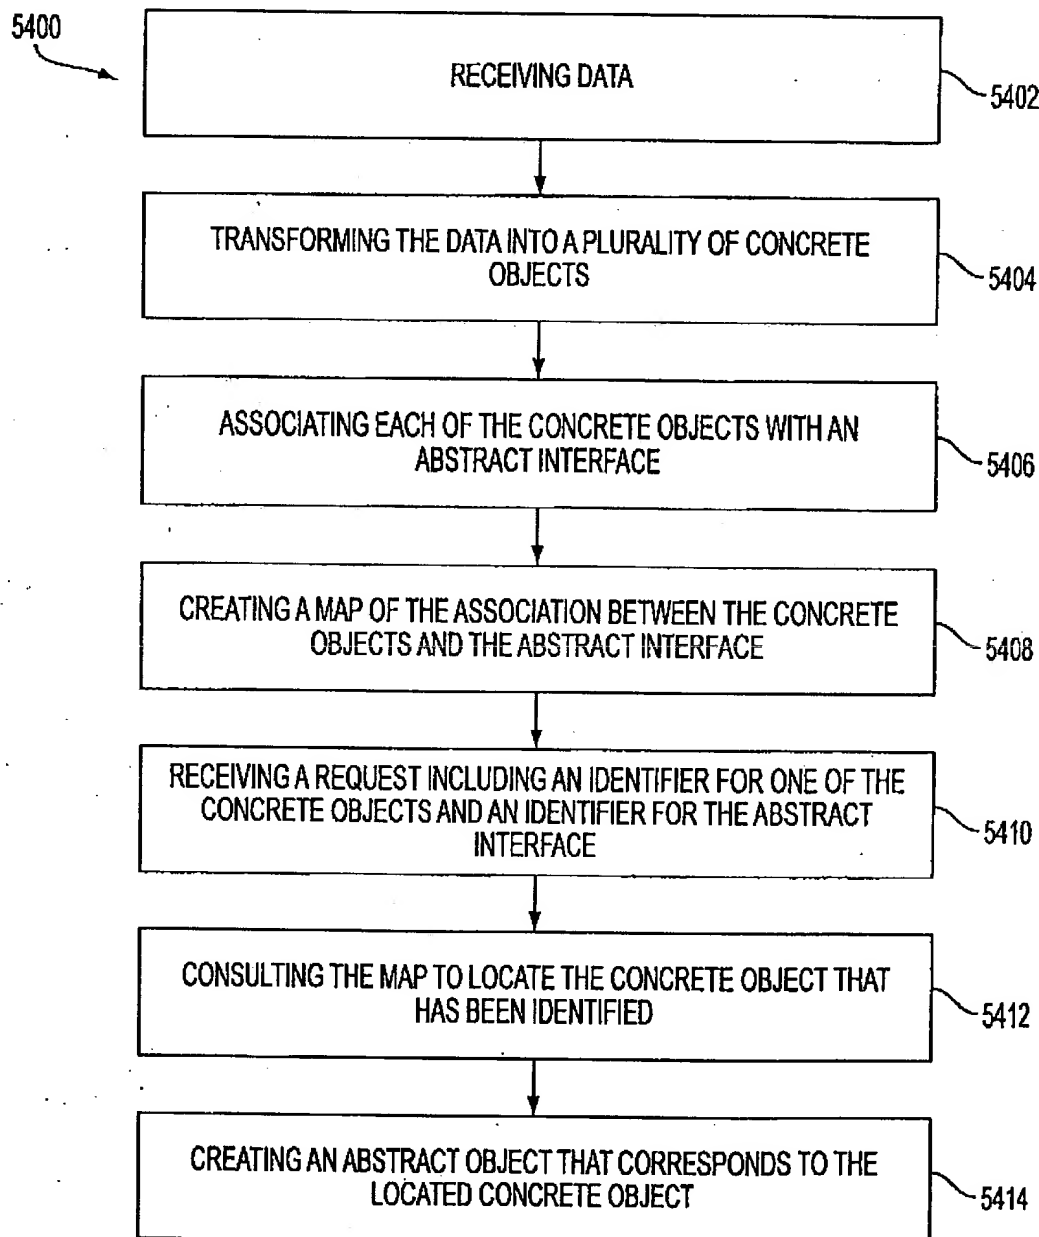 5400
RECEIVING DATA
5402
TRANSFORMING THE DATA INTO A PLURALITY OF CONCRETE
OBJECTS
5404
ASSOCIATING EACH OF THE CONCRETE OBJECTS WITH AN
ABSTRACT INTERFACE
5406
CREATING A MAP OF THE ASSOCIATION BETWEEN THE CONCRETE
OBJECTS AND THE ABSTRACT INTERFACE
5408
RECEIVING A REQUEST INCLUDING AN IDENTIFIER FOR ONE OF THE
CONCRETE OBJECTS AND AN IDENTIFIER FOR THE ABSTRACT
INTERFACE
5410
CONSULTING THE MAP TO LOCATE THE CONCRETE OBJECT THAT
HAS BEEN IDENTIFIED
5412
CREATING AN ABSTRACT OBJECT THAT CORRESPONDS TO THE
LOCATED CONCRETE OBJECT
5414